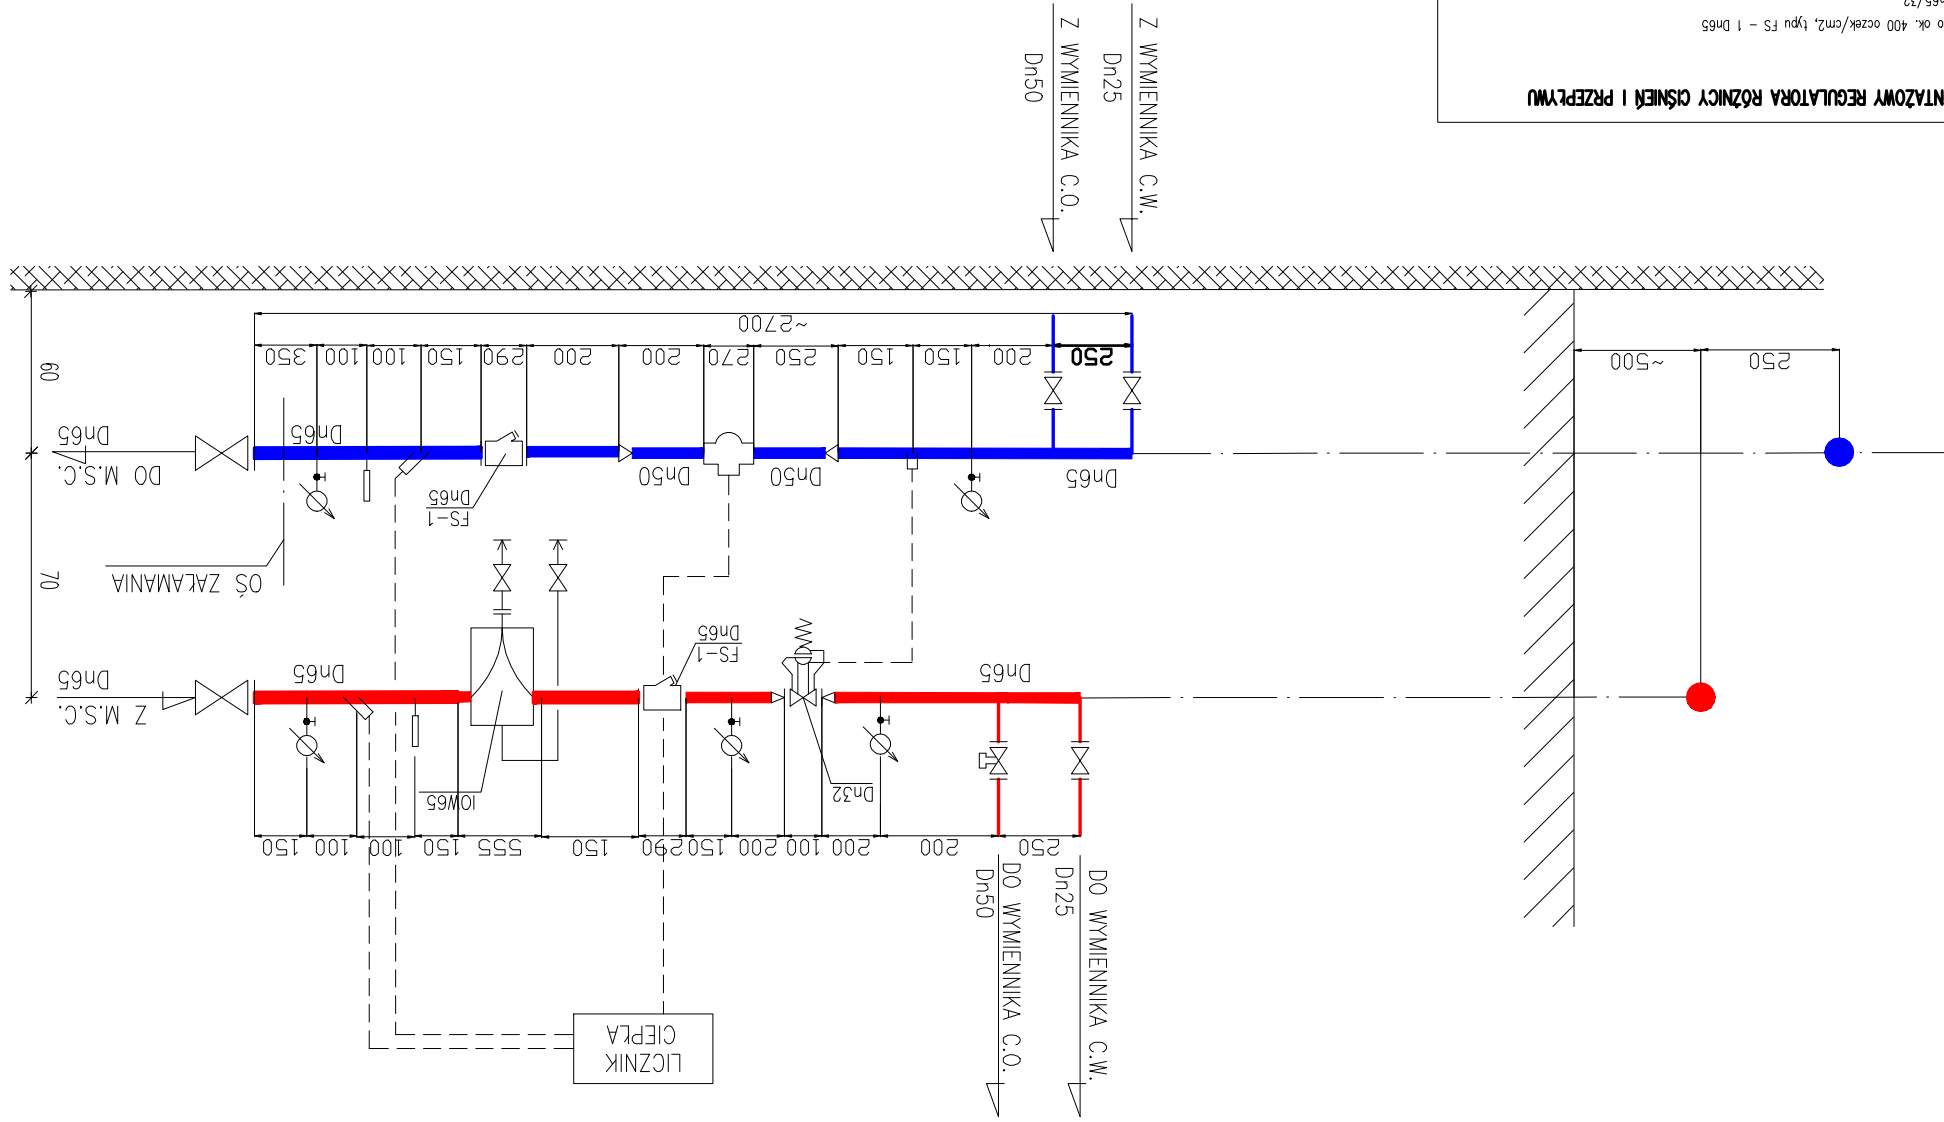 DO WYMIENNIKA C.W.
Dn25
DO WYMIENNIKA C.O.
Dn50
LICZNIK
CIEPŁA
250
200
200
100
200
150
290
150
555
150
100
100
150
Dn32
IOW65
Z M.S.C.
Dn65
Dn65
Dn65
FS-1
Dn65
70
OŚ ZAŁAMANIA
FS-1
Dn65
Dn65
Dn50
Dn50
Dn65
DO M.S.C.
Dn65
60
250
~500
250
200
150
150
250
270
200
200
290
150
100
100
350
~2700
Z WYMIENNIKA C.W.
Dn25
Z WYMIENNIKA C.O.
Dn50
NTAŻOWY REGULATORA RÓŻNICY CIŚNIEŃ I PRZEPŁYWU
o ok. 400 oczek/cm2, typu FS - 1 Dn65